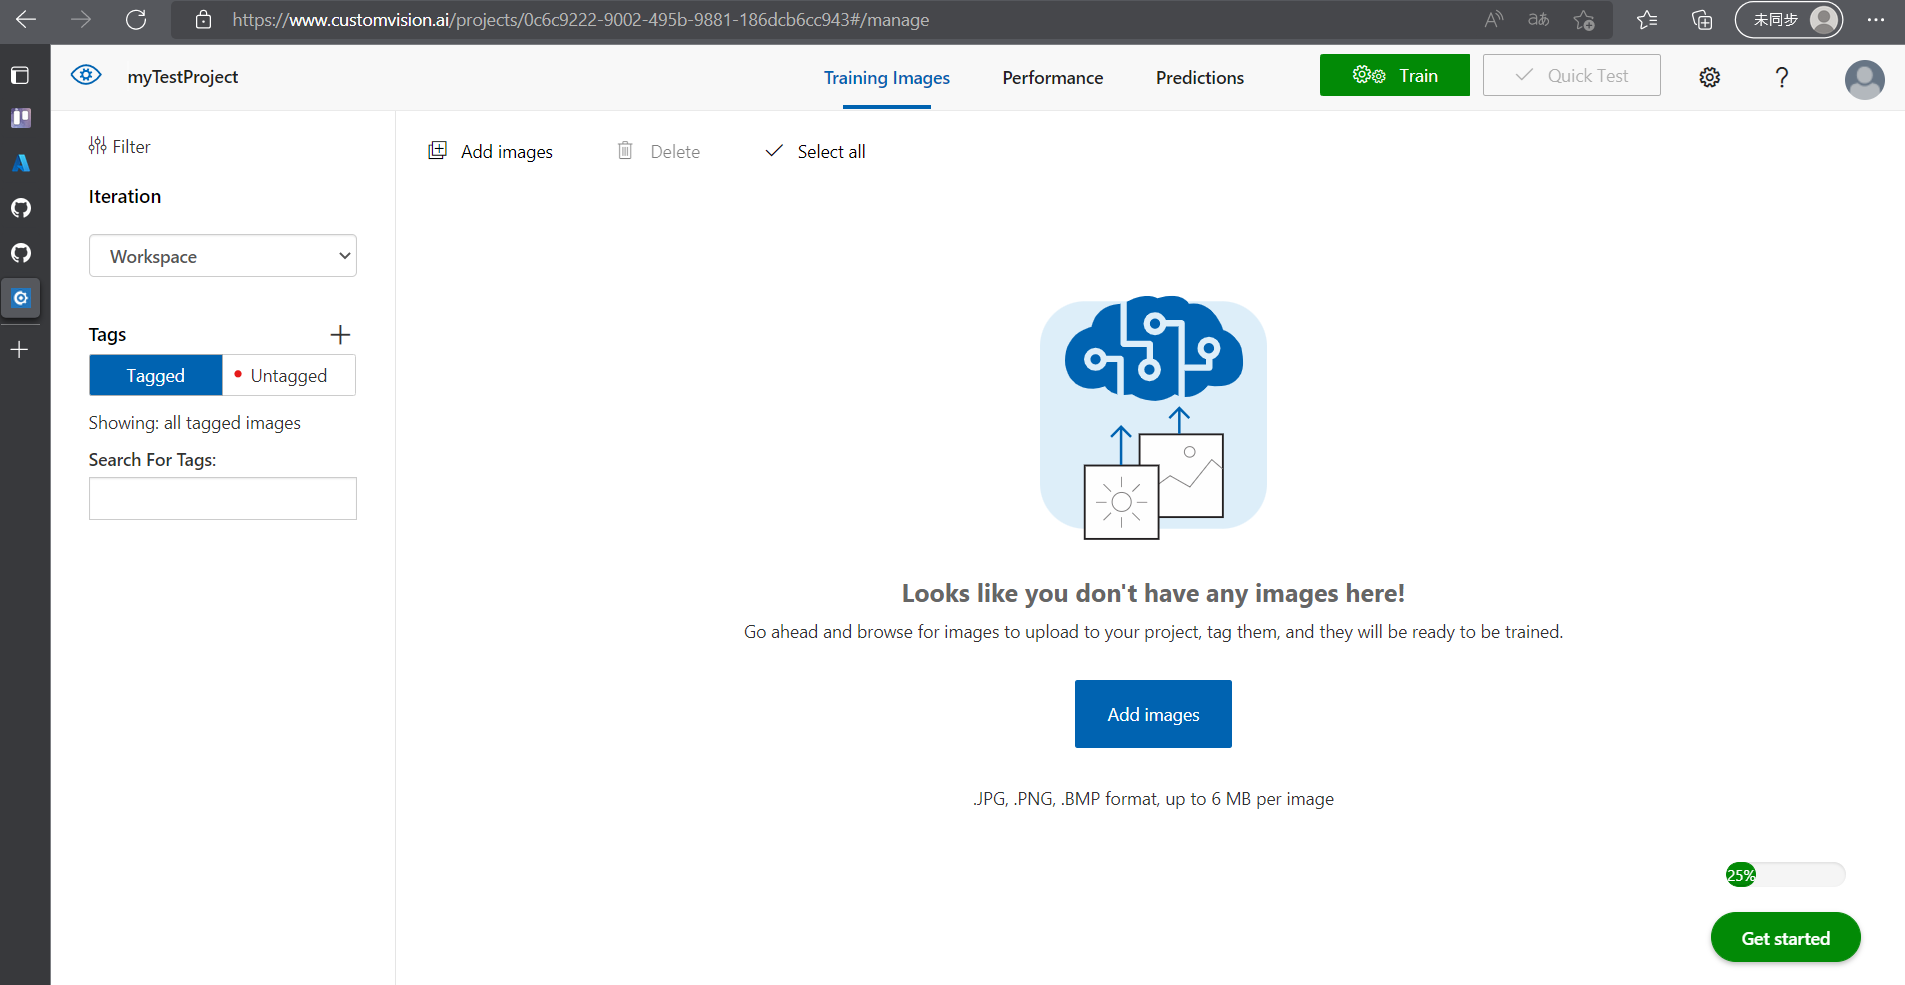 https://www.customvision.ai/projects/0c6c9222-9002-495b-9881-186dcb6cc943#/manage
aあ
未同步
myTestProject
Training Images
Performance
Predictions
Train
Quick Test
?
Filter
Add images
Delete
Select all
Iteration
Workspace
Tags
Tagged
Untagged
Showing: all tagged images
Search For Tags:
Looks like you don't have any images here!
Go ahead and browse for images to upload to your project, tag them, and they will be ready to be trained.
Add images
.JPG, .PNG, .BMP format, up to 6 MB per image
25%
Get started